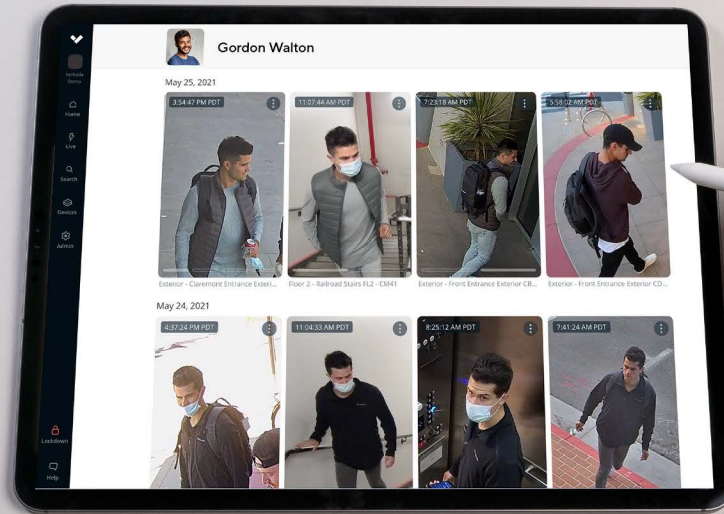 Gordon Walton
Verkada
Demo
Home
Live
Search
Devices
Admin
Lockdown
Help
May 25, 2021
3:54:47 PM PDT
11:07:44 AM PDT
7:23:18 AM PDT
5:58:02 AM PDT
Exterior - Claremont Entrance Exteri...
Floor 2 - Railroad Stairs FL2 - CM41
Exterior - Front Entrance Exterior CB...
Exterior - Front Entrance Exterior CD...
May 24, 2021
4:37:24 PM PDT
11:04:33 AM PDT
8:25:12 AM PDT
7:41:24 AM PDT